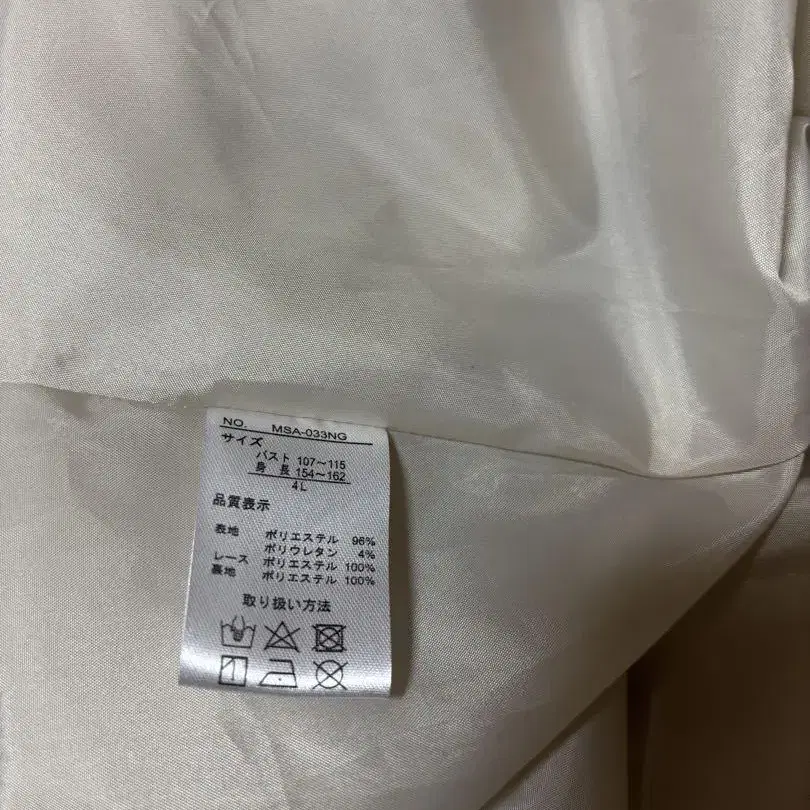 NO. MSA-033NG
サイズ
バスト 107～115
身 長 154～162
4L
品質表示
表地 ポリエステル 96%
ポリウレタン 4%
レース ポリエステル 100%
裏地 ポリエステル 100%
取り扱い方法